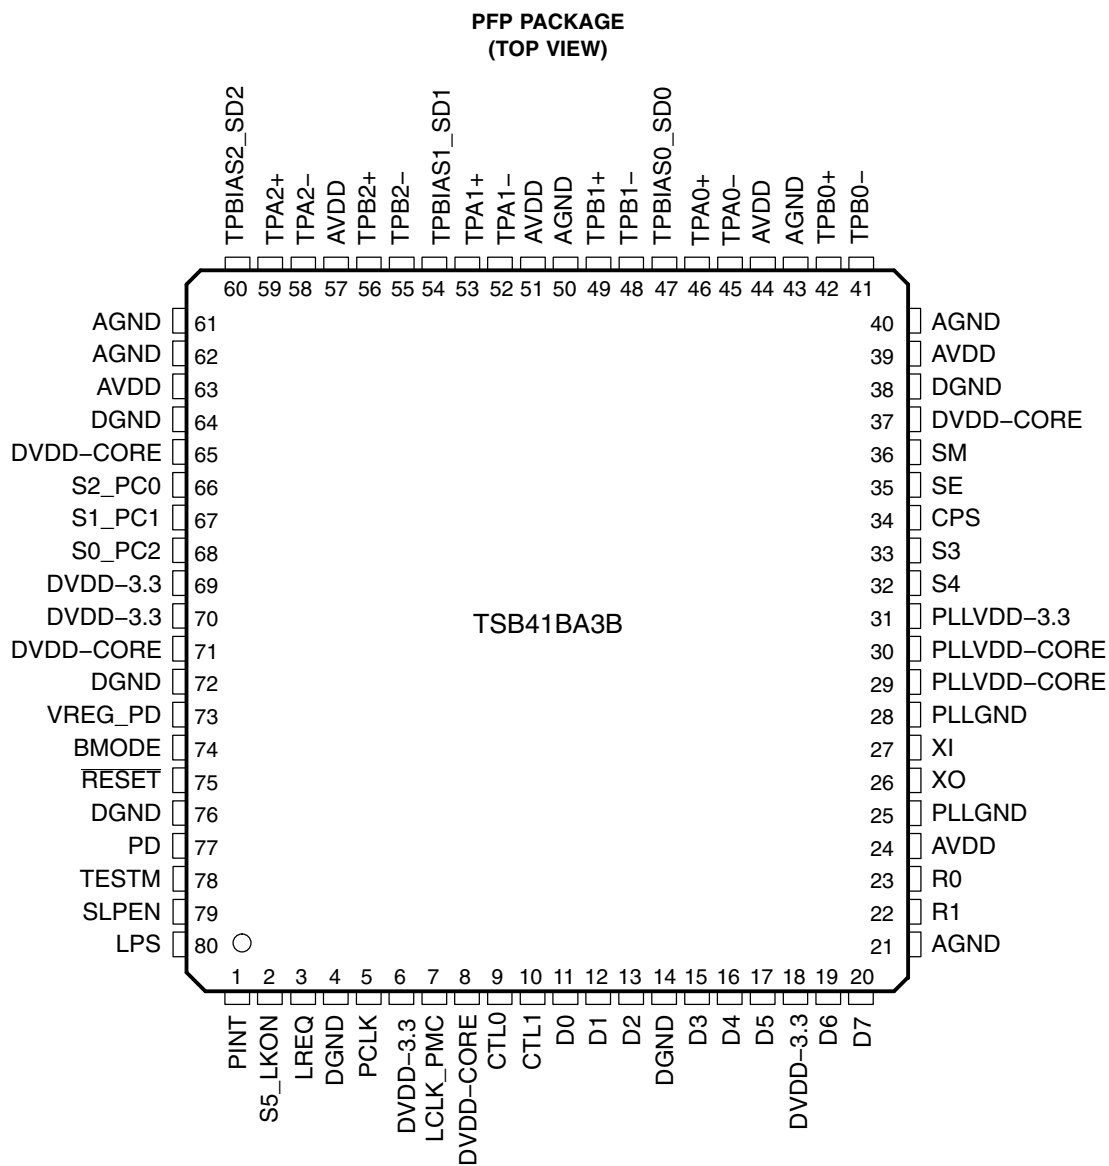 PFP PACKAGE
(TOP VIEW)
TPBIAS2_SD2
TPA2+
TPA2−
AVDD
TPB2+
TPB2−
TPBIAS1_SD1
TPA1+
TPA1−
AVDD
AGND
TPB1+
TPB1−
TPBIAS0_SD0
TPA0+
TPA0−
AVDD
AGND
TPB0+
TPB0−
60 59 58 57 56 55 54 53 52 51 50 49 48 47 46 45 44 43 42 41
AGND 61
AGND 62
AVDD 63
DGND 64
DVDD−CORE 65
S2_PC0 66
S1_PC1 67
S0_PC2 68
DVDD−3.3 69
DVDD−3.3 70
DVDD−CORE 71
DGND 72
VREG_PD 73
BMODE 74
RESET 75
DGND 76
PD 77
TESTM 78
SLPEN 79
LPS 80
TSB41BA3B
40 AGND
39 AVDD
38 DGND
37 DVDD−CORE
36 SM
35 SE
34 CPS
33 S3
32 S4
31 PLLVDD−3.3
30 PLLVDD−CORE
29 PLLVDD−CORE
28 PLLGND
27 XI
26 XO
25 PLLGND
24 AVDD
23 R0
22 R1
21 AGND
1 2 3 4 5 6 7 8 9 10 11 12 13 14 15 16 17 18 19 20
PINT
S5_LKON
LREQ
DGND
PCLK
DVDD−3.3
LCLK_PMC
DVDD−CORE
CTL0
CTL1
D0
D1
D2
DGND
D3
D4
D5
DVDD−3.3
D6
D7